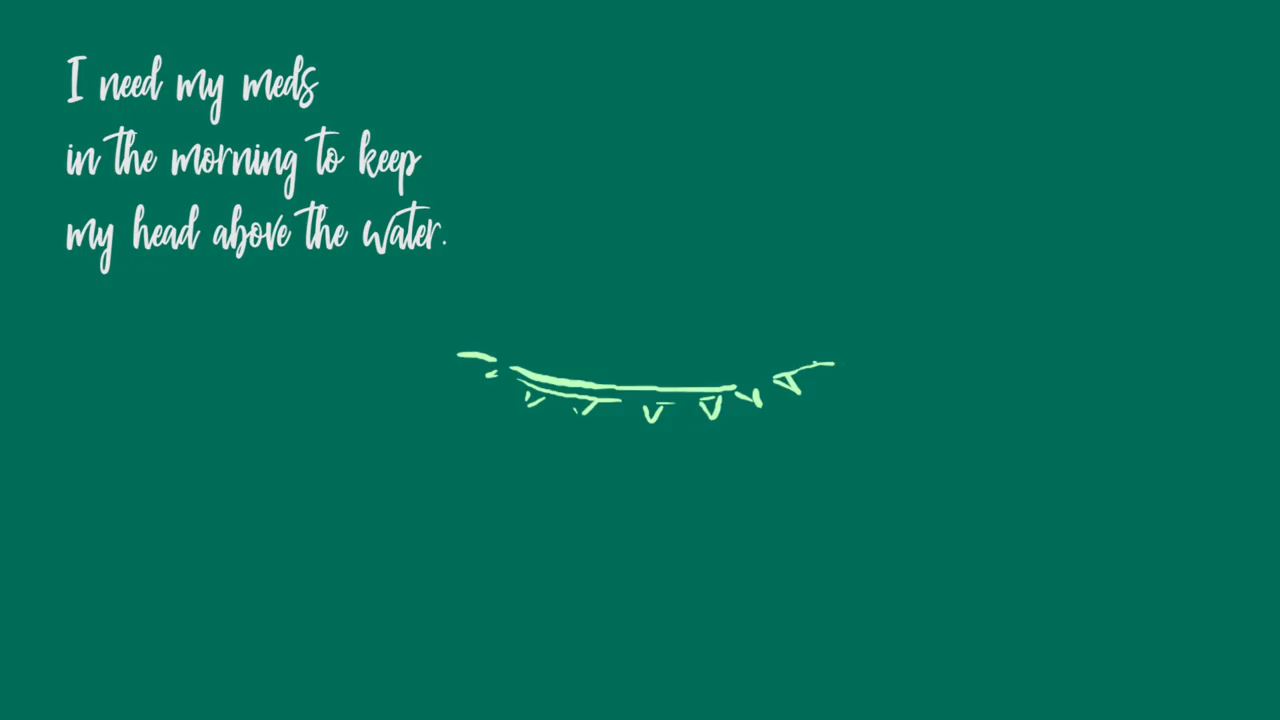 I need my meds
in the morning to keep
my head above the water.